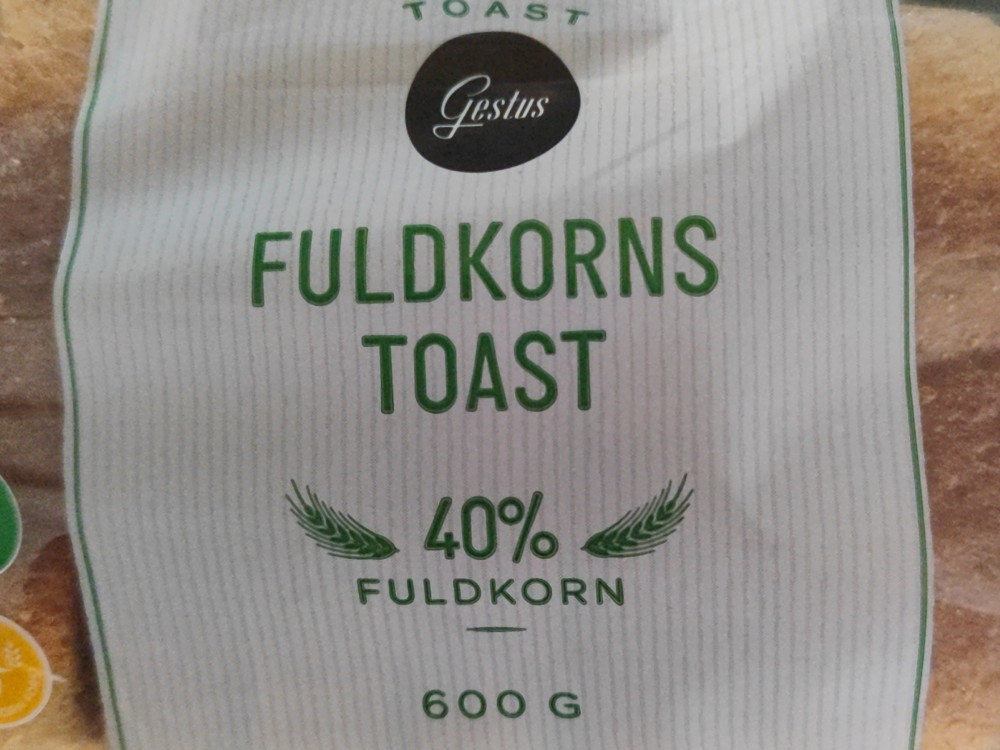 TOAST
Gestus
FULDKORNS
TOAST
40%
FULDKORN
600 G